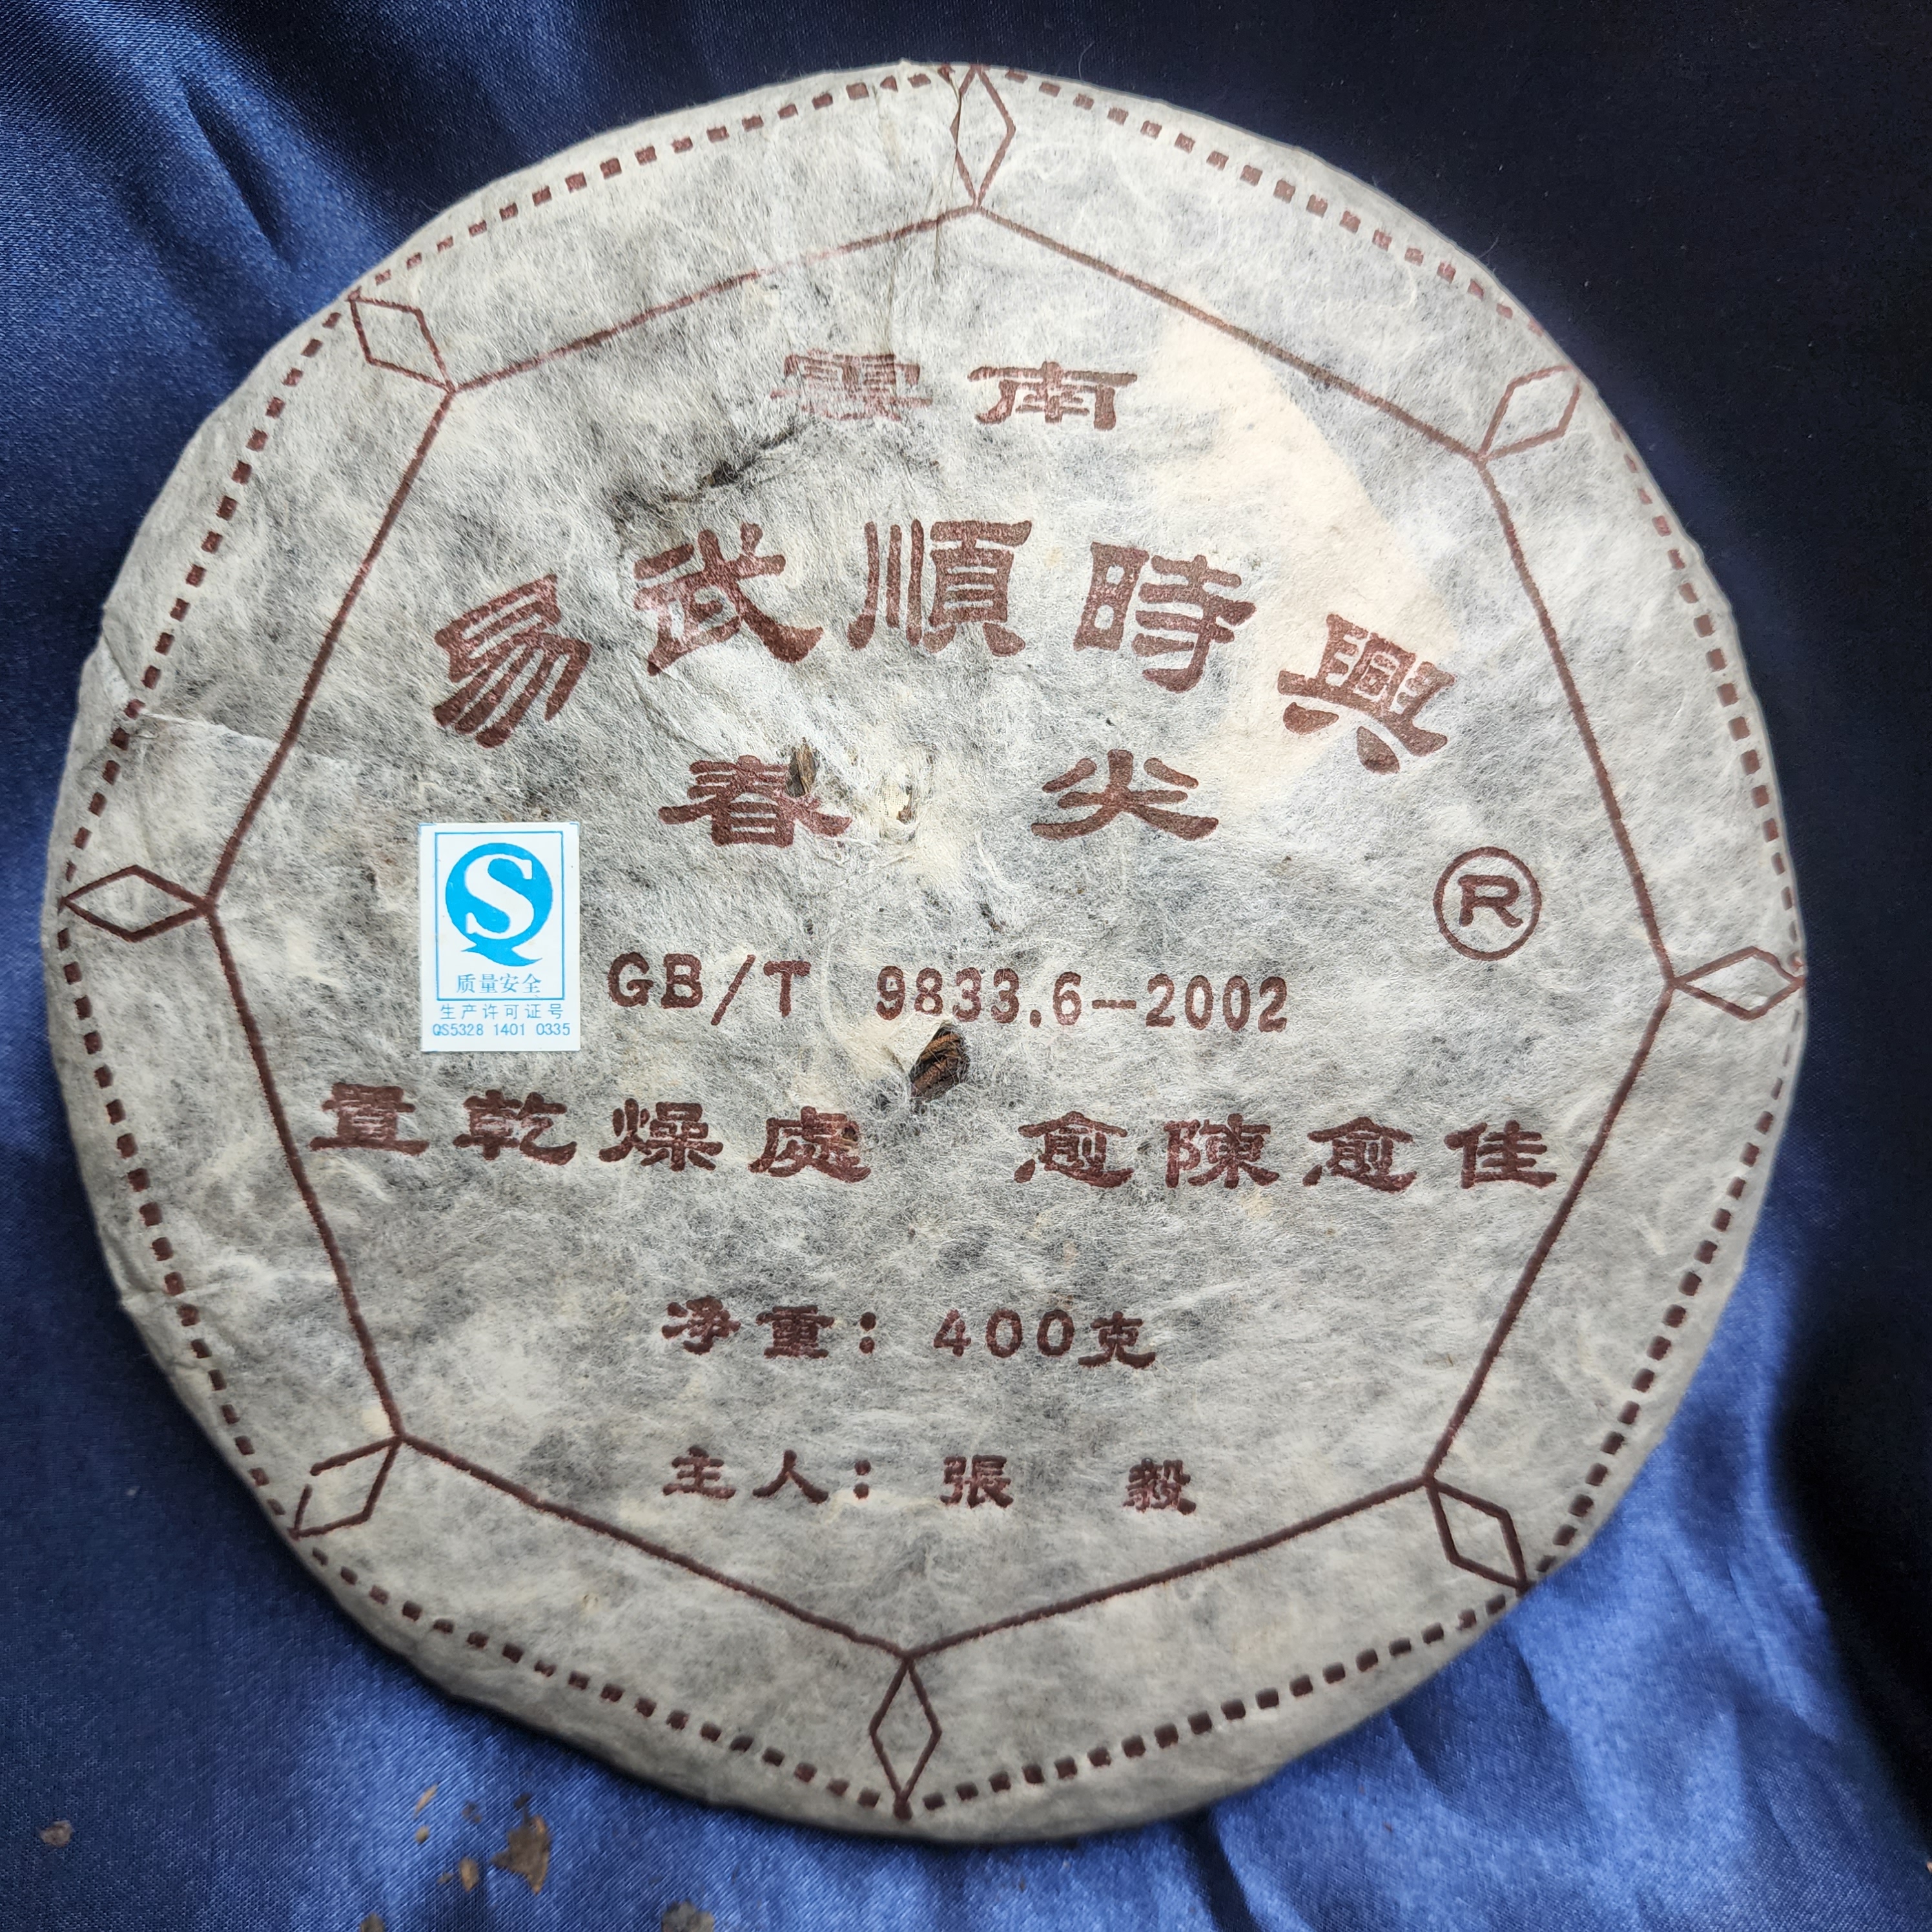 雲南
易武順時興
春尖
®
QS
质量安全
生产许可证号
QS5328 1401 0335
GB/T 9833.6-2002
置乾燥處 愈陳愈佳
净重：400克
主人：張 毅